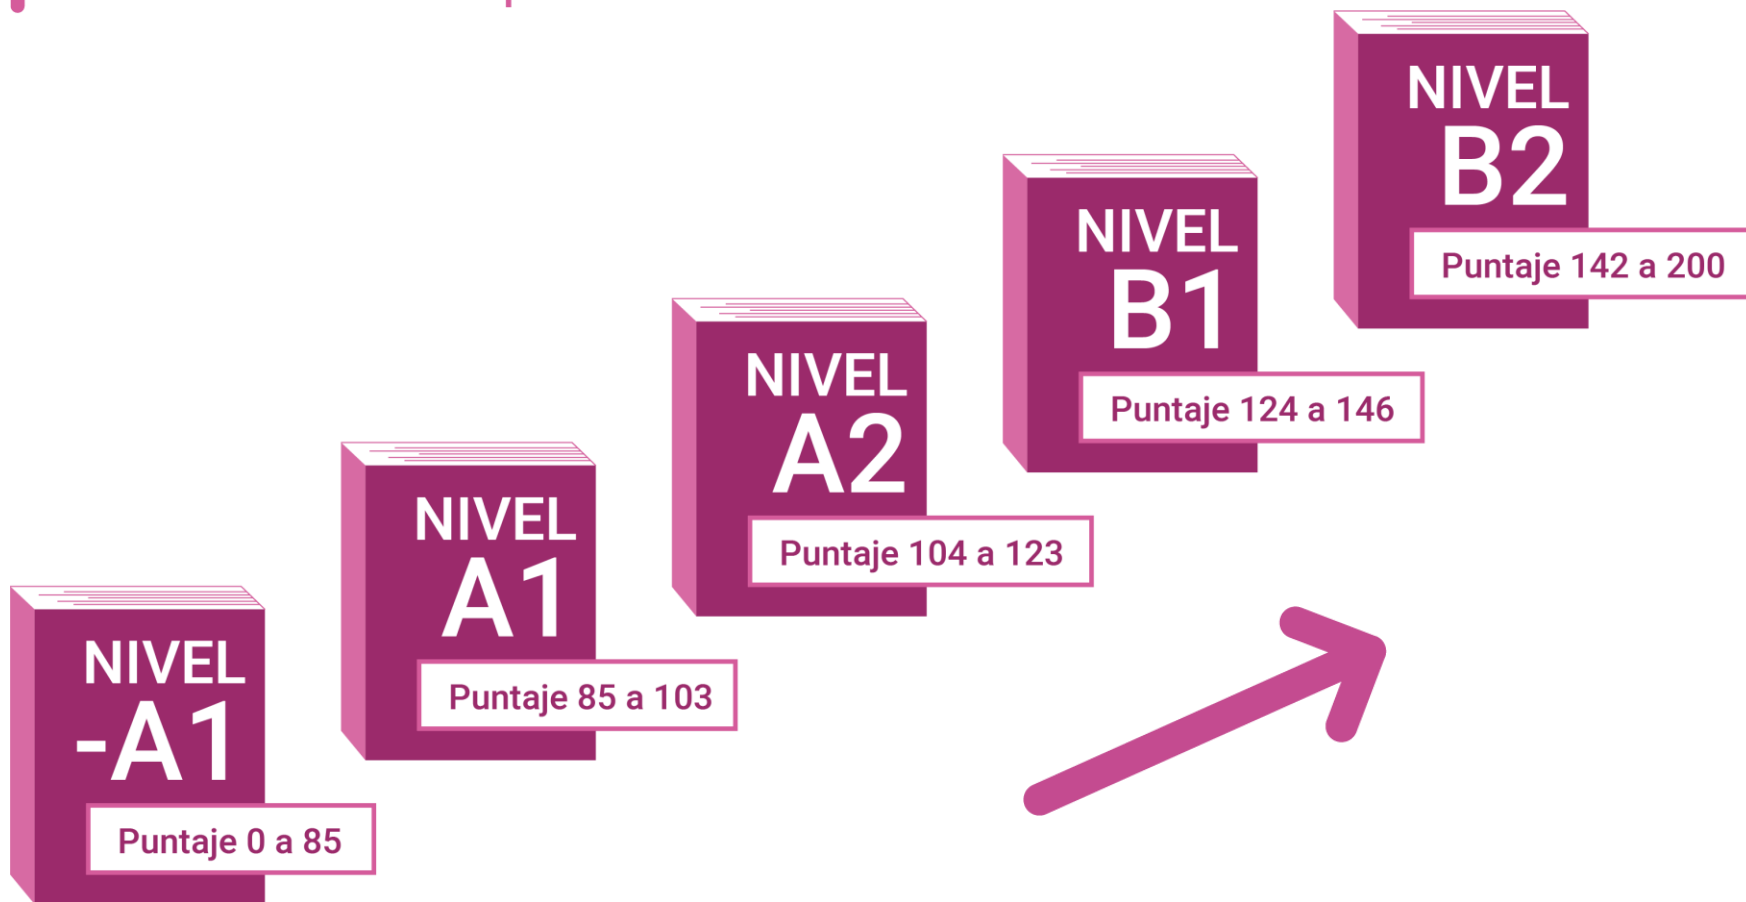 NIVEL
-A1
Puntaje 0 a 85
NIVEL
A1
Puntaje 85 a 103
NIVEL
A2
Puntaje 104 a 123
NIVEL
B1
Puntaje 124 a 146
NIVEL
B2
Puntaje 142 a 200